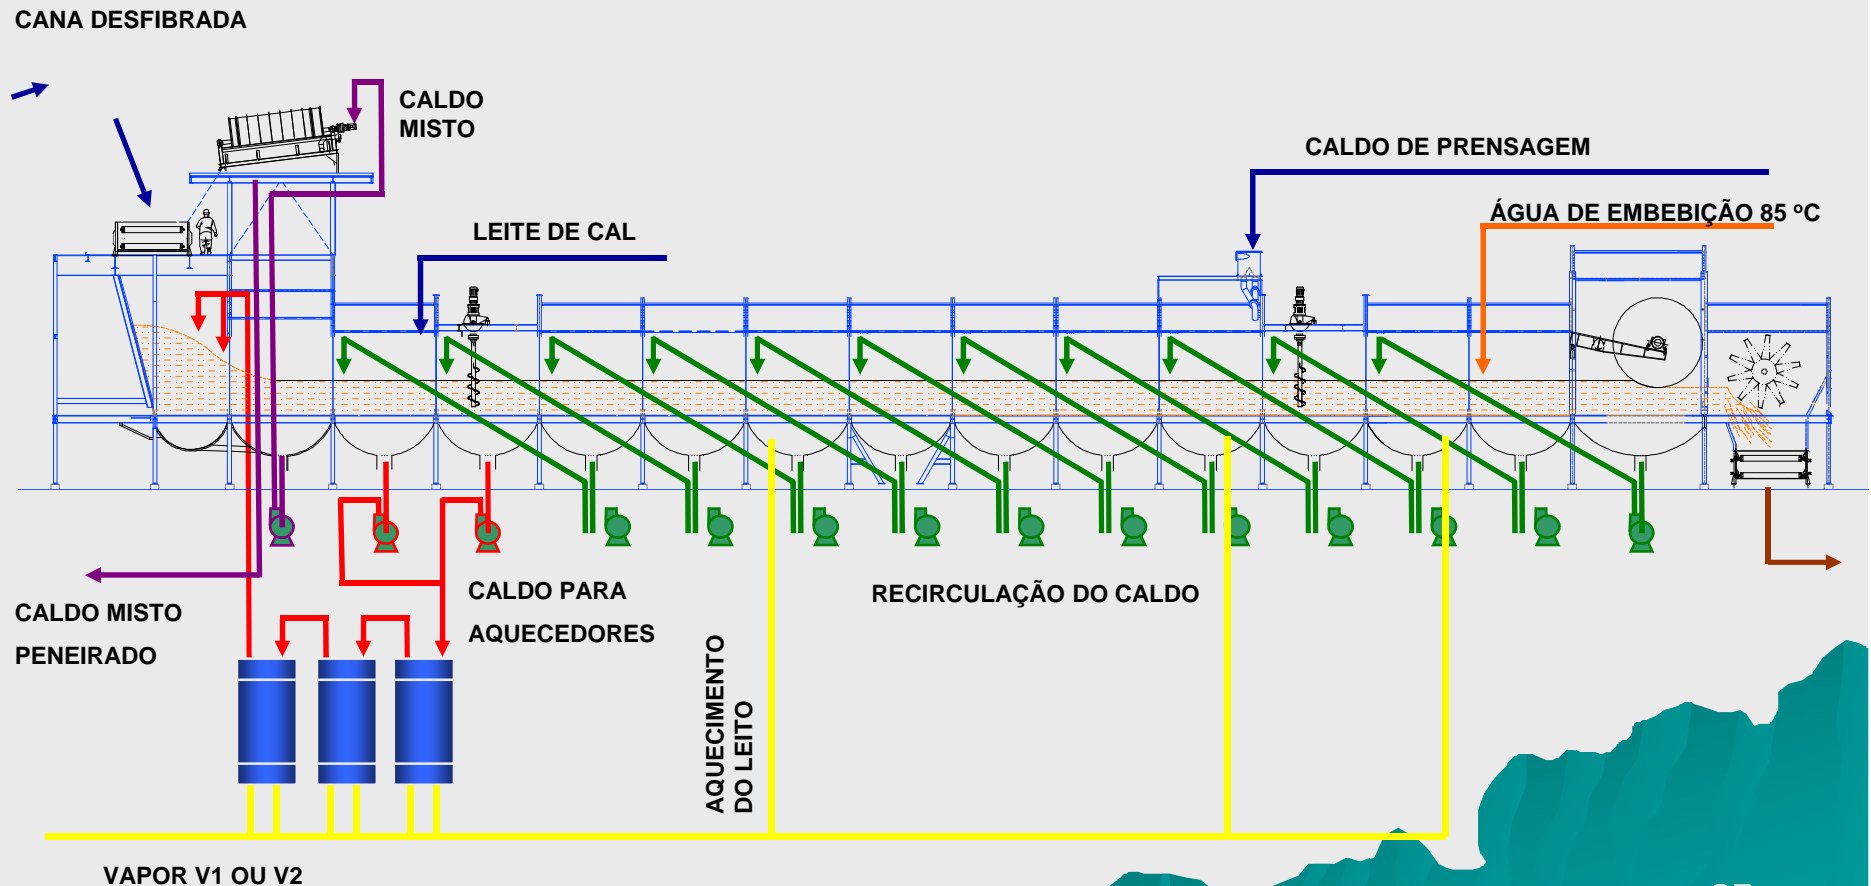 CANA DESFIBRADA
CALDO
MISTO
CALDO DE PRENSAGEM
ÁGUA DE EMBEBIÇÃO 85 ºC
LEITE DE CAL
CALDO MISTO
PENEIRADO
CALDO PARA
AQUECEDORES
RECIRCULAÇÃO DO CALDO
AQUECIMENTO
DO LEITO
VAPOR V1 OU V2